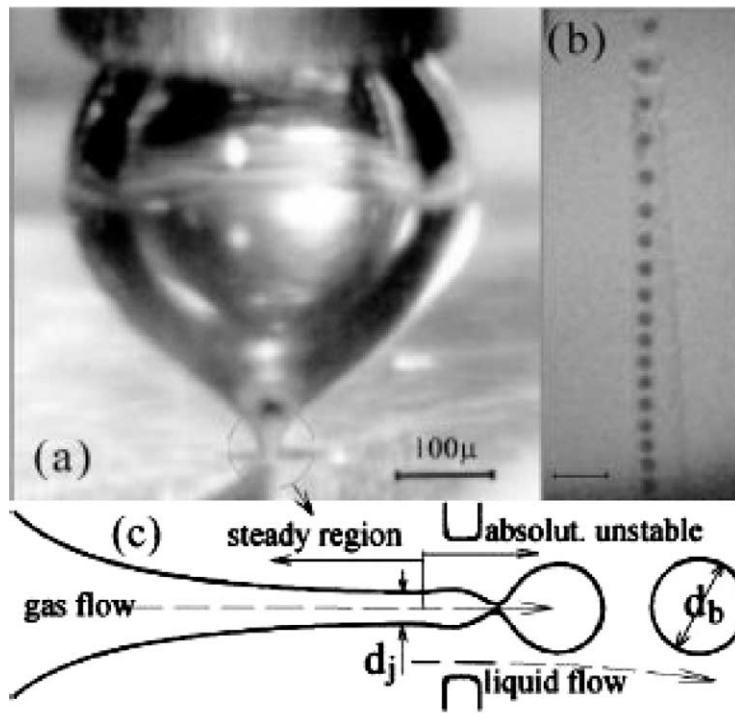 (b)
(a)
100μ
(c)
steady region
absolut. unstable
gas flow
d_j
d_b
liquid flow